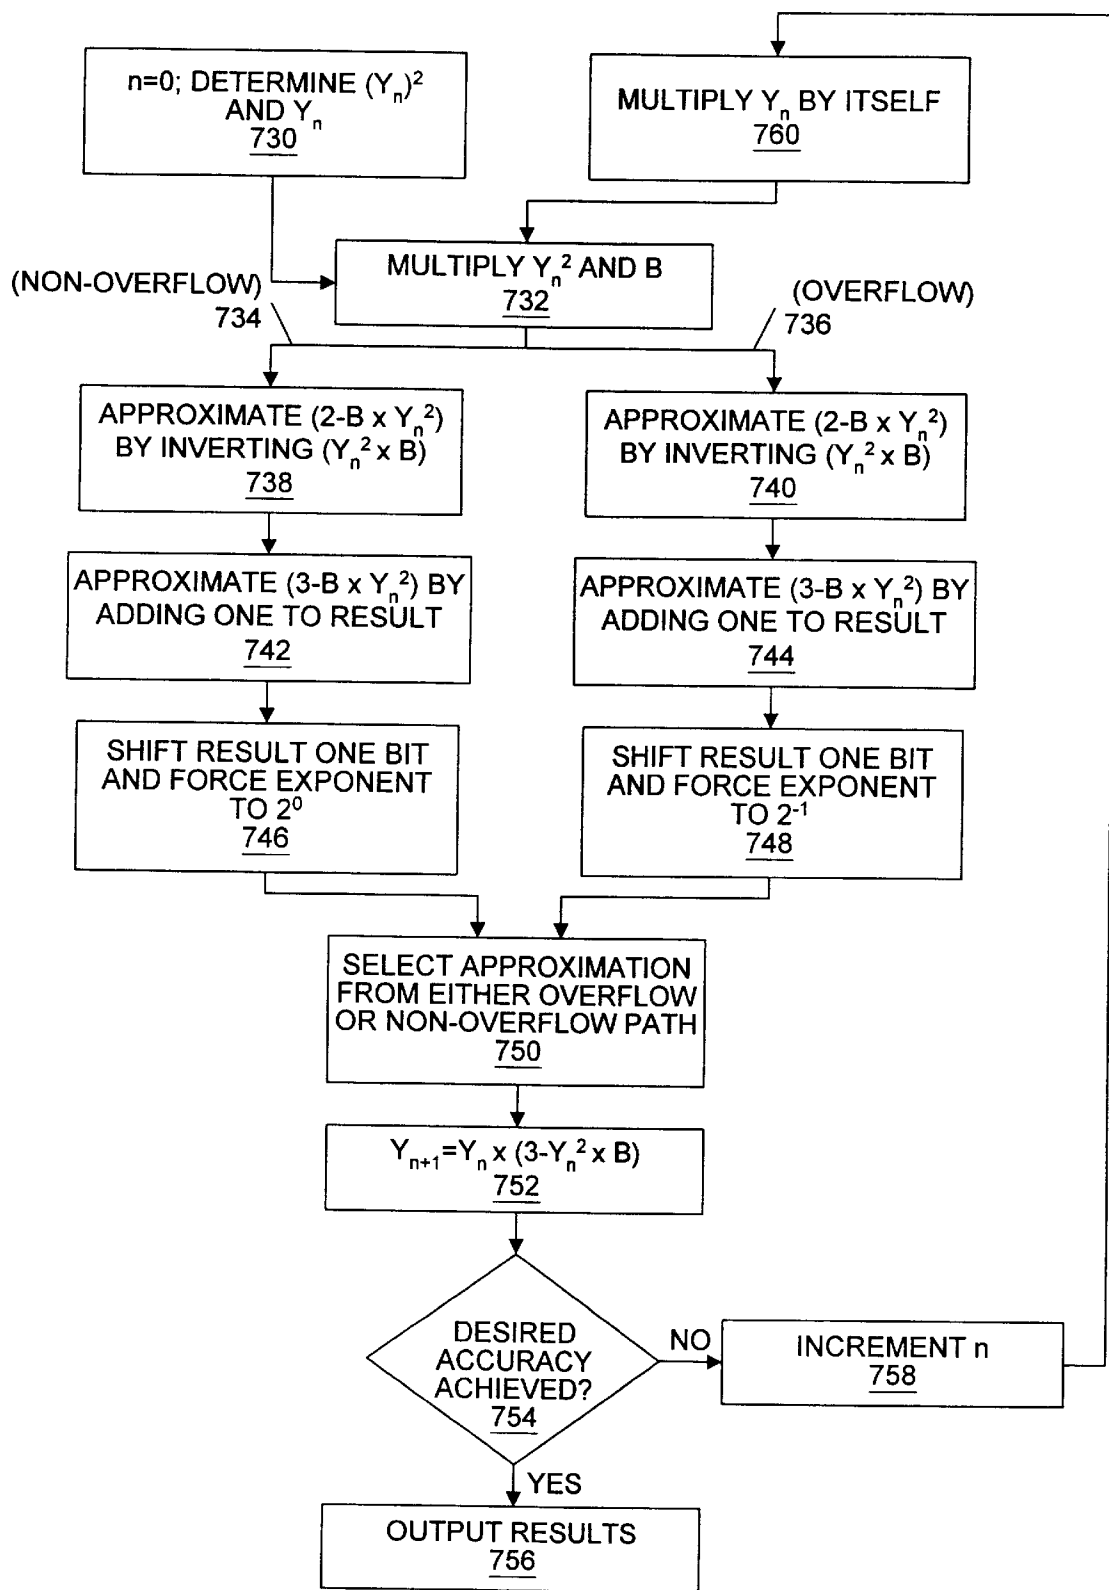 n=0; DETERMINE (Yₙ)²
AND Yₙ
730
MULTIPLY Yₙ BY ITSELF
760
MULTIPLY Yₙ² AND B
732
(NON-OVERFLOW)
734
(OVERFLOW)
736
APPROXIMATE (2-B x Yₙ²)
BY INVERTING (Yₙ² x B)
738
APPROXIMATE (2-B x Yₙ²)
BY INVERTING (Yₙ² x B)
740
APPROXIMATE (3-B x Yₙ²) BY
ADDING ONE TO RESULT
742
APPROXIMATE (3-B x Yₙ²) BY
ADDING ONE TO RESULT
744
SHIFT RESULT ONE BIT
AND FORCE EXPONENT
TO 2⁰
746
SHIFT RESULT ONE BIT
AND FORCE EXPONENT
TO 2⁻¹
748
SELECT APPROXIMATION
FROM EITHER OVERFLOW
OR NON-OVERFLOW PATH
750
Yₙ₊₁=Yₙ x (3-Yₙ² x B)
752
DESIRED
ACCURACY
ACHIEVED?
754
NO
INCREMENT n
758
YES
OUTPUT RESULTS
756